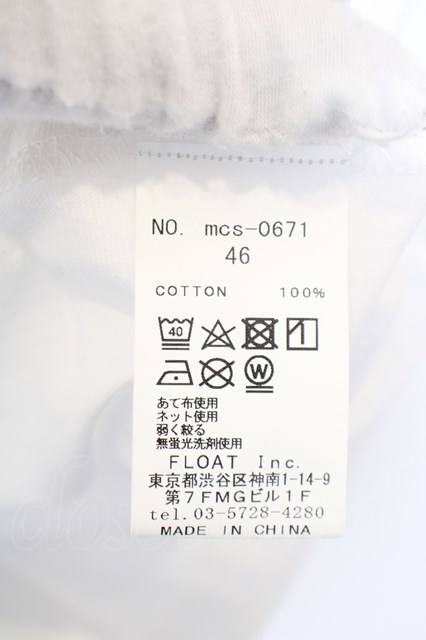 NO. mcs-0671
46
COTTON 100%
40
W
あて布使用
ネット使用
弱く絞る
無蛍光洗剤使用
FLOAT Inc.
東京都渋谷区神南1-14-9
第7FMGビル1F
tel.03-5728-4280
MADE IN CHINA